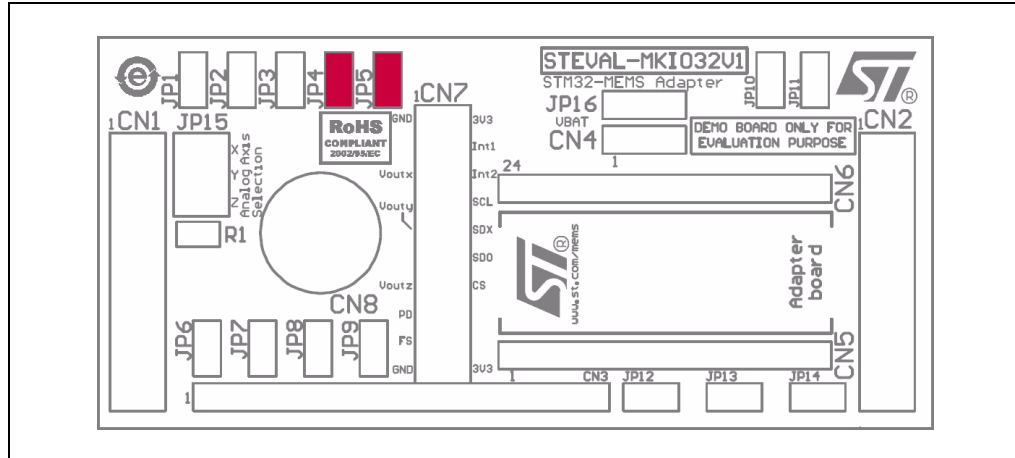 STEVAL-MKI032V1
STM32-MEMS Adapter
JP1
JP2
JP3
JP4
JP5
JP16
VBAT
CN4
1
JP10
JP11
ST®
DEMO BOARD ONLY FOR
EVALUATION PURPOSE
1CN1
JP15
X
Y
Z
Analog Axis
Selection
R1
RoHS
COMPLIANT
2002/95/EC
1CN7
GND
3V3
Int1
Voutx
Int2
Vouty
SCL
SDX
SDO
Voutz
CS
PD
FS
GND
3V3
CN8
24
CN6
ST®
www.st.com/mems
Adapter
board
1CN2
JP6
JP7
JP8
JP9
CN5
1
1
CN3
JP12
JP13
JP14